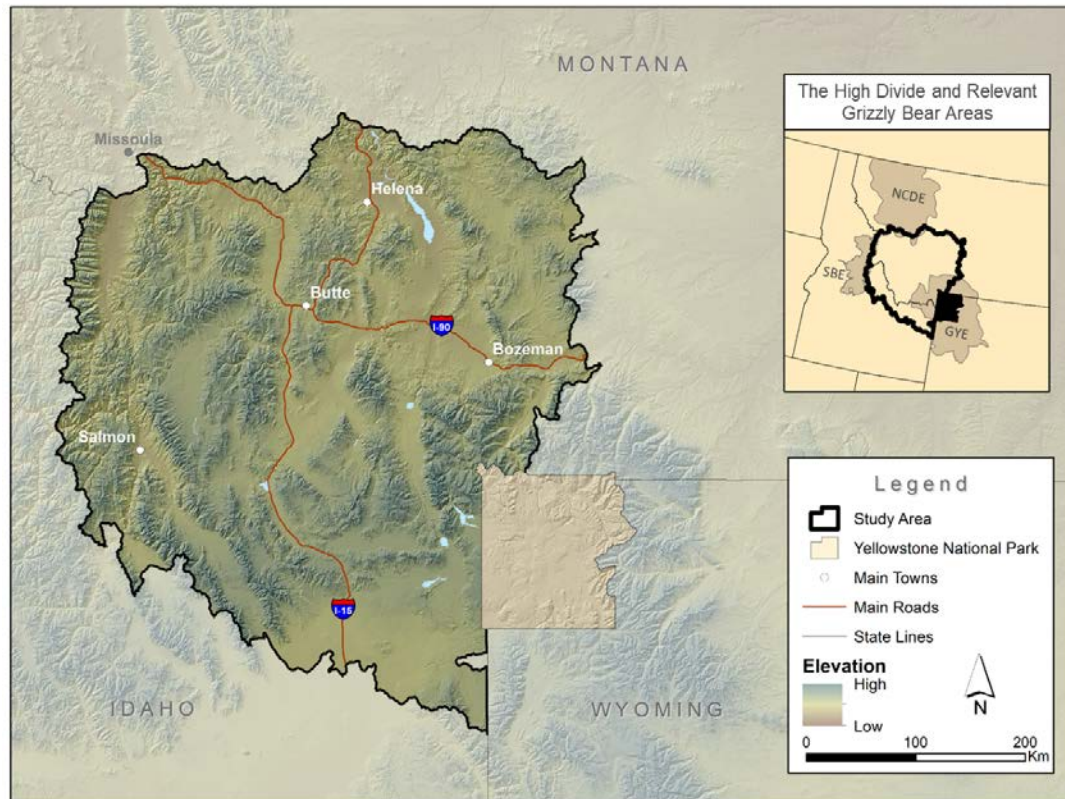 MONTANA
The High Divide and Relevant
Grizzly Bear Areas
Missoula
NCDE
Helena
SBE
Butte
GYE
I-90
Bozeman
Salmon
Legend
Study Area
Yellowstone National Park
Main Towns
Main Roads
I-15
State Lines
Elevation
High
Low
N
IDAHO
WYOMING
0 100 200
Km